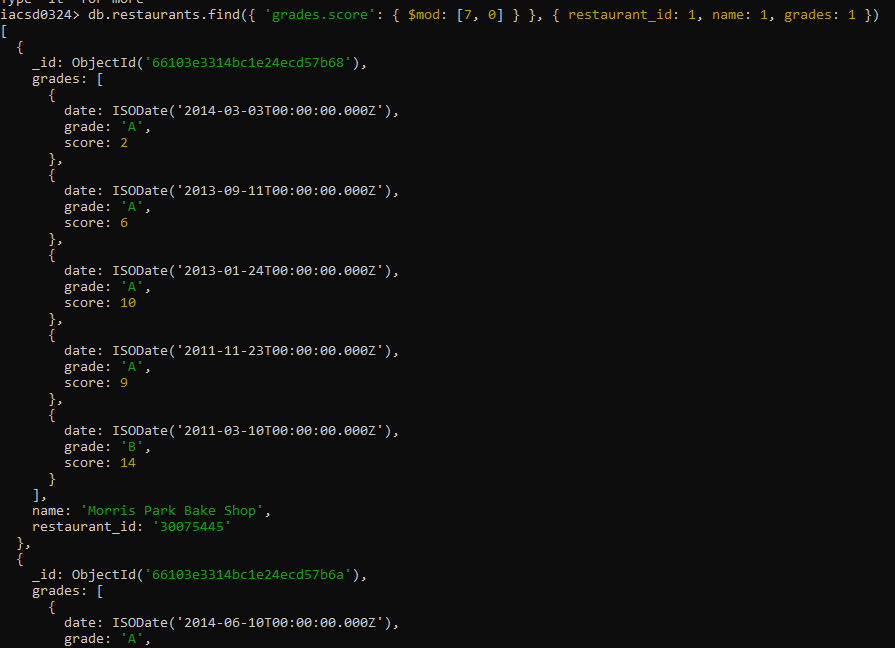 Type "it" for more
iacsd0324> db.restaurants.find({ 'grades.score': { $mod: [7, 0] } }, { restaurant_id: 1, name: 1, grades: 1 })
[
  {
    _id: ObjectId('66103e3314bc1e24ecd57b68'),
    grades: [
      {
        date: ISODate('2014-03-03T00:00:00.000Z'),
        grade: 'A',
        score: 2
      },
      {
        date: ISODate('2013-09-11T00:00:00.000Z'),
        grade: 'A',
        score: 6
      },
      {
        date: ISODate('2013-01-24T00:00:00.000Z'),
        grade: 'A',
        score: 10
      },
      {
        date: ISODate('2011-11-23T00:00:00.000Z'),
        grade: 'A',
        score: 9
      },
      {
        date: ISODate('2011-03-10T00:00:00.000Z'),
        grade: 'B',
        score: 14
      }
    ],
    name: 'Morris Park Bake Shop',
    restaurant_id: '30075445'
  },
  {
    _id: ObjectId('66103e3314bc1e24ecd57b6a'),
    grades: [
      {
        date: ISODate('2014-06-10T00:00:00.000Z'),
        grade: 'A',